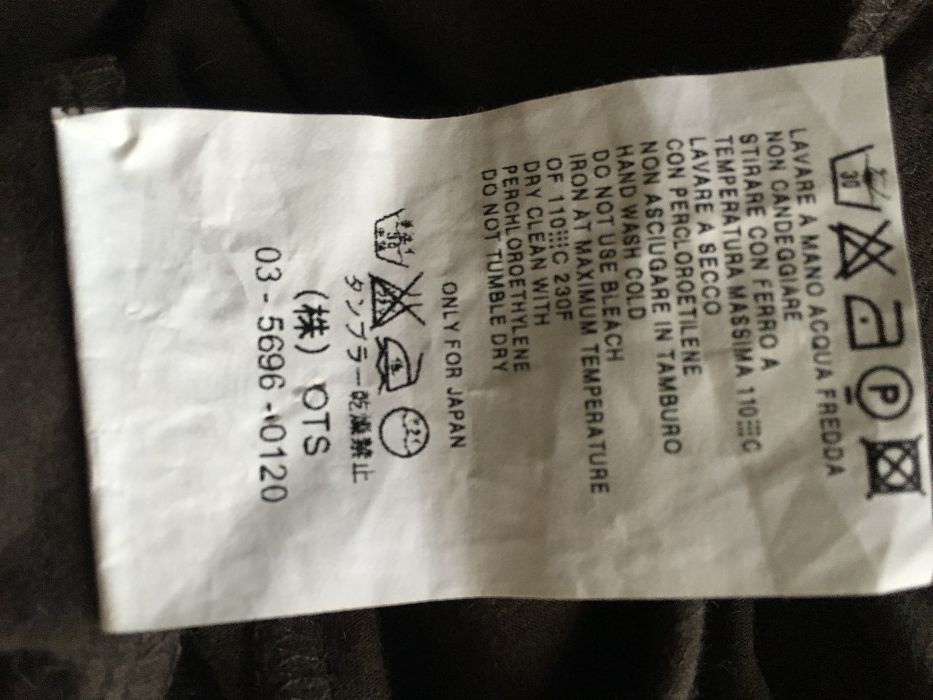 30
P
LAVARE A MANO ACQUA FREDDA
NON CANDEGGIARE
STIRARE CON FERRO A
TEMPERATURA MASSIMA 110:::C
LAVARE A SECCO
CON PERCLOROETILENE
NON ASCIUGARE IN TAMBURO
HAND WASH COLD
DO NOT USE BLEACH
IRON AT MAXIMUM TEMPERATURE
OF 110:::C 230F
DRY CLEAN WITH
PERCHLOROETHYLENE
DO NOT TUMBLE DRY
ONLY FOR JAPAN
タンブラー乾燥禁止
(株) OTS
03-5696-0120